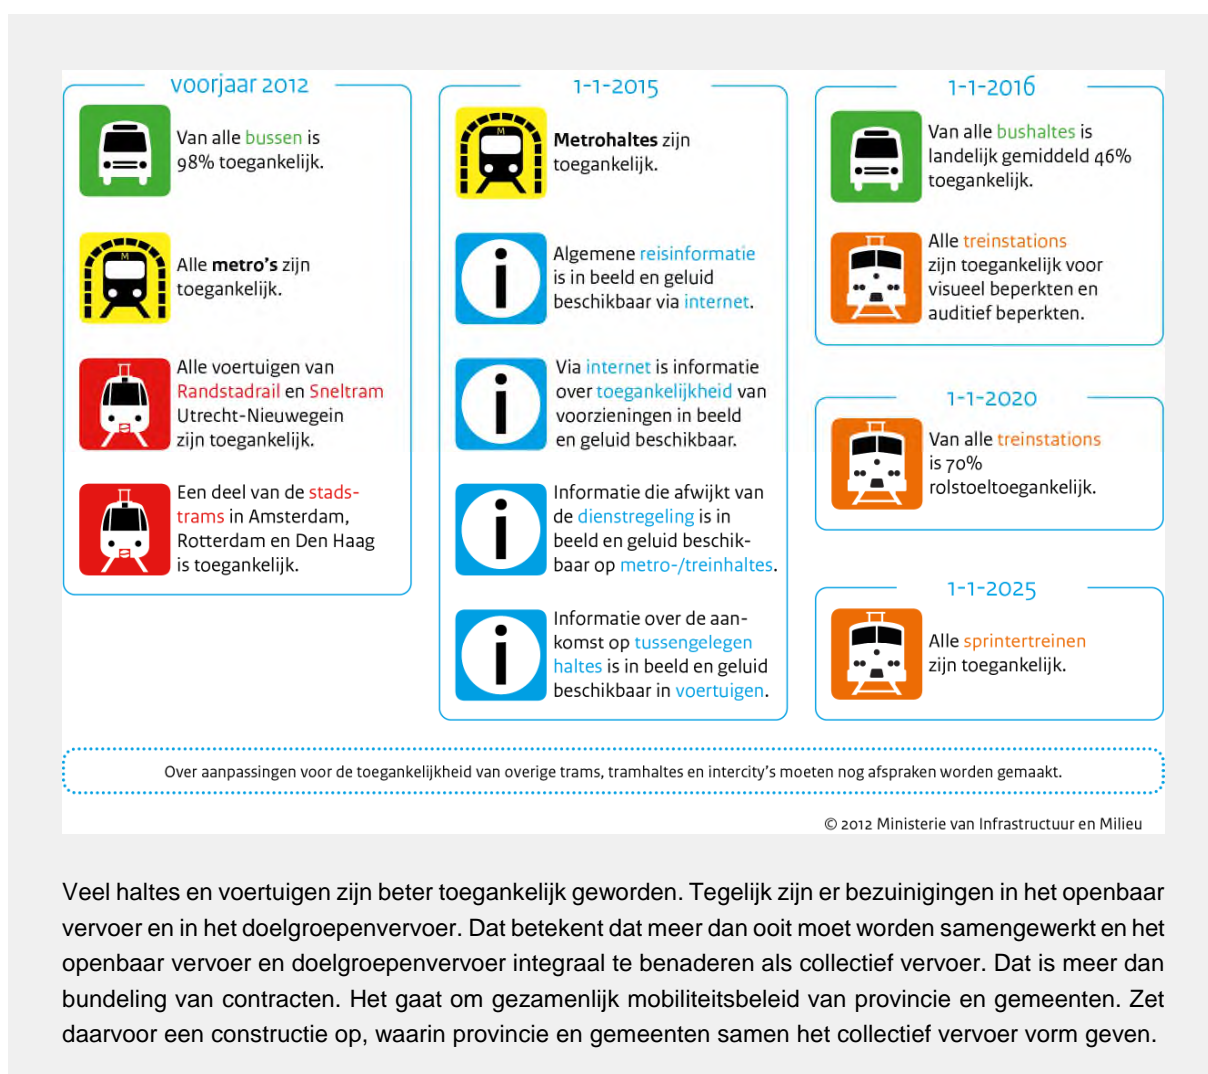 voorjaar 2012
Van alle bussen is
98% toegankelijk.
M
Alle metro's zijn
toegankelijk.
Alle voertuigen van
Randstadrail en Sneltram
Utrecht-Nieuwegein
zijn toegankelijk.
Een deel van de stads-
trams in Amsterdam,
Rotterdam en Den Haag
is toegankelijk.
1-1-2015
M
Metrohaltes zijn
toegankelijk.
i
Algemene reisinformatie
is in beeld en geluid
beschikbaar via internet.
i
Via internet is informatie
over toegankelijkheid van
voorzieningen in beeld
en geluid beschikbaar.
i
Informatie die afwijkt van
de dienstregeling is in
beeld en geluid beschik-
baar op metro-/treinhaltes.
i
Informatie over de aan-
komst op tussengelegen
haltes is in beeld en geluid
beschikbaar in voertuigen.
1-1-2016
Van alle bushaltes is
landelijk gemiddeld 46%
toegankelijk.
Alle treinstations
zijn toegankelijk voor
visueel beperkten en
auditief beperkten.
1-1-2020
Van alle treinstations
is 70%
rolstoeltoegankelijk.
1-1-2025
Alle sprintertreinen
zijn toegankelijk.
Over aanpassingen voor de toegankelijkheid van overige trams, tramhaltes en intercity's moeten nog afspraken worden gemaakt.
© 2012 Ministerie van Infrastructuur en Milieu
Veel haltes en voertuigen zijn beter toegankelijk geworden. Tegelijk zijn er bezuinigingen in het openbaar
vervoer en in het doelgroepenvervoer. Dat betekent dat meer dan ooit moet worden samengewerkt en het
openbaar vervoer en doelgroepenvervoer integraal te benaderen als collectief vervoer. Dat is meer dan
bundeling van contracten. Het gaat om gezamenlijk mobiliteitsbeleid van provincie en gemeenten. Zet
daarvoor een constructie op, waarin provincie en gemeenten samen het collectief vervoer vorm geven.